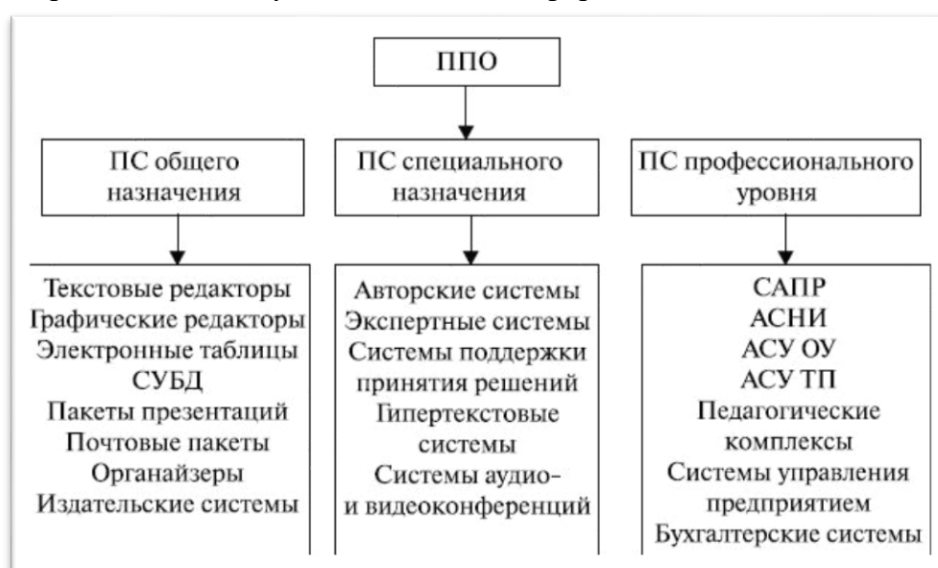 ППО
ПС общего
назначения
ПС специального
назначения
ПС профессионального
уровня
Текстовые редакторы
Графические редакторы
Электронные таблицы
СУБД
Пакеты презентаций
Почтовые пакеты
Органайзеры
Издательские системы
Авторские системы
Экспертные системы
Системы поддержки
принятия решений
Гипертекстовые
системы
Системы аудио-
и видеоконференций
САПР
АСНИ
АСУ ОУ
АСУ ТП
Педагогические
комплексы
Системы управления
предприятием
Бухгалтерские системы